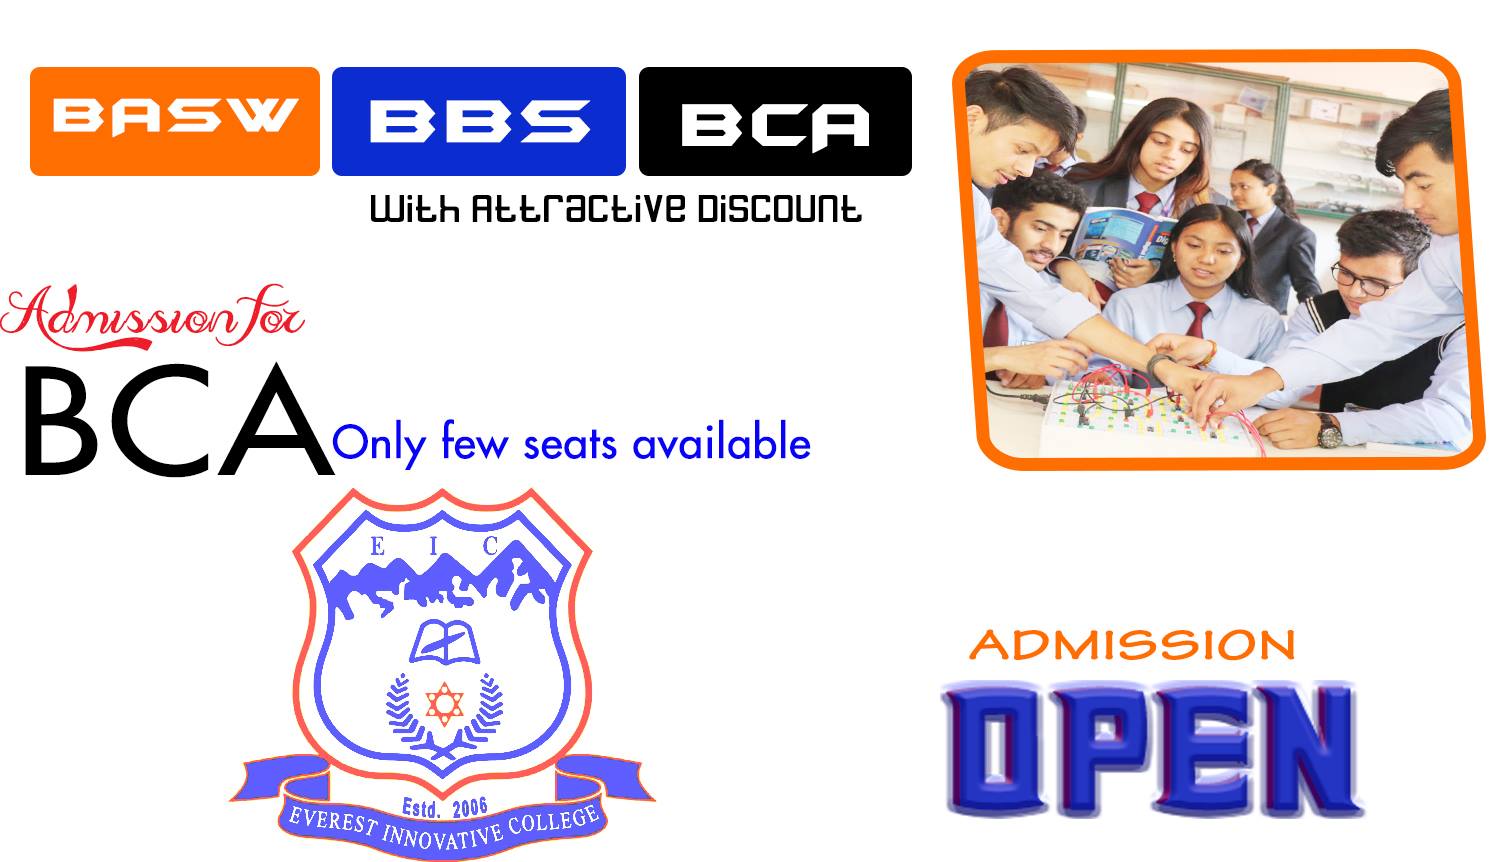 BASW BBS BCA
With Attractive Discount
Admission for
BCA Only few seats available
E I C
Estd. 2006
EVEREST INNOVATIVE COLLEGE
ADMISSION
OPEN